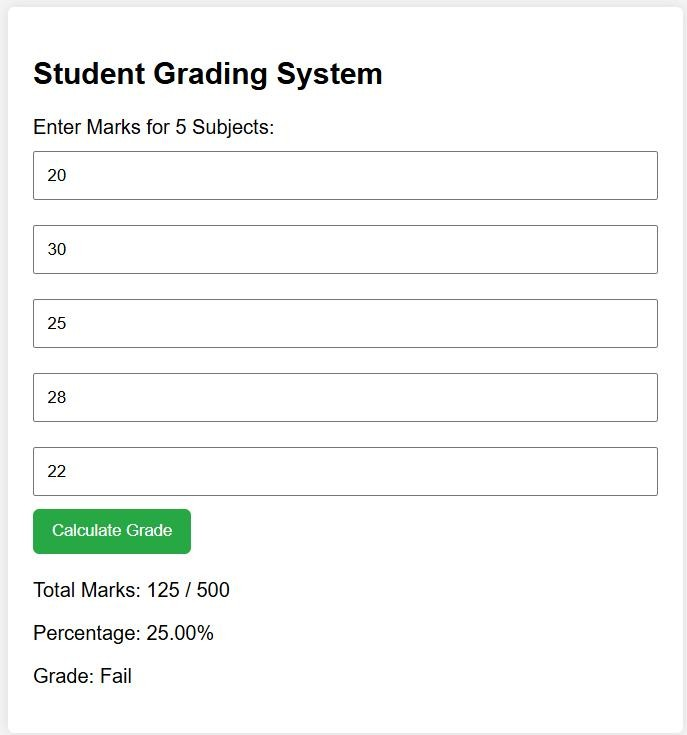 Student Grading System
Enter Marks for 5 Subjects:
20
30
25
28
22
Calculate Grade
Total Marks: 125 / 500
Percentage: 25.00%
Grade: Fail